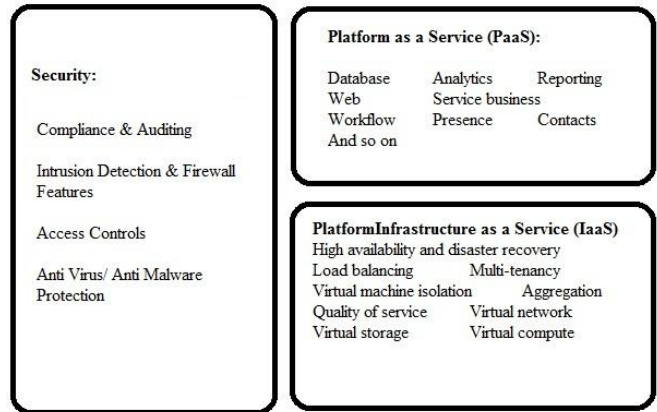 Security:
Compliance & Auditing
Intrusion Detection & Firewall
Features
Access Controls
Anti Virus/ Anti Malware
Protection
Platform as a Service (PaaS):
Database Analytics Reporting
Web Service business
Workflow Presence Contacts
And so on
PlatformInfrastructure as a Service (IaaS)
High availability and disaster recovery
Load balancing Multi-tenancy
Virtual machine isolation Aggregation
Quality of service Virtual network
Virtual storage Virtual compute